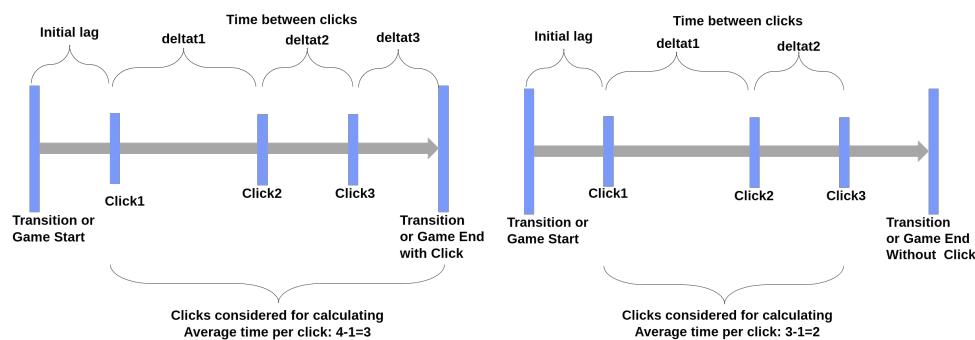 Time between clicks
Initial lag
deltat1
deltat2
deltat3
Click1
Click2
Click3
Transition or
Game Start
Transition
or Game End
with Click
Clicks considered for calculating
Average time per click: 4-1=3
Time between clicks
Initial lag
deltat1
deltat2
Click1
Click2
Click3
Transition or
Game Start
Transition
or Game End
Without Click
Clicks considered for calculating
Average time per click: 3-1=2